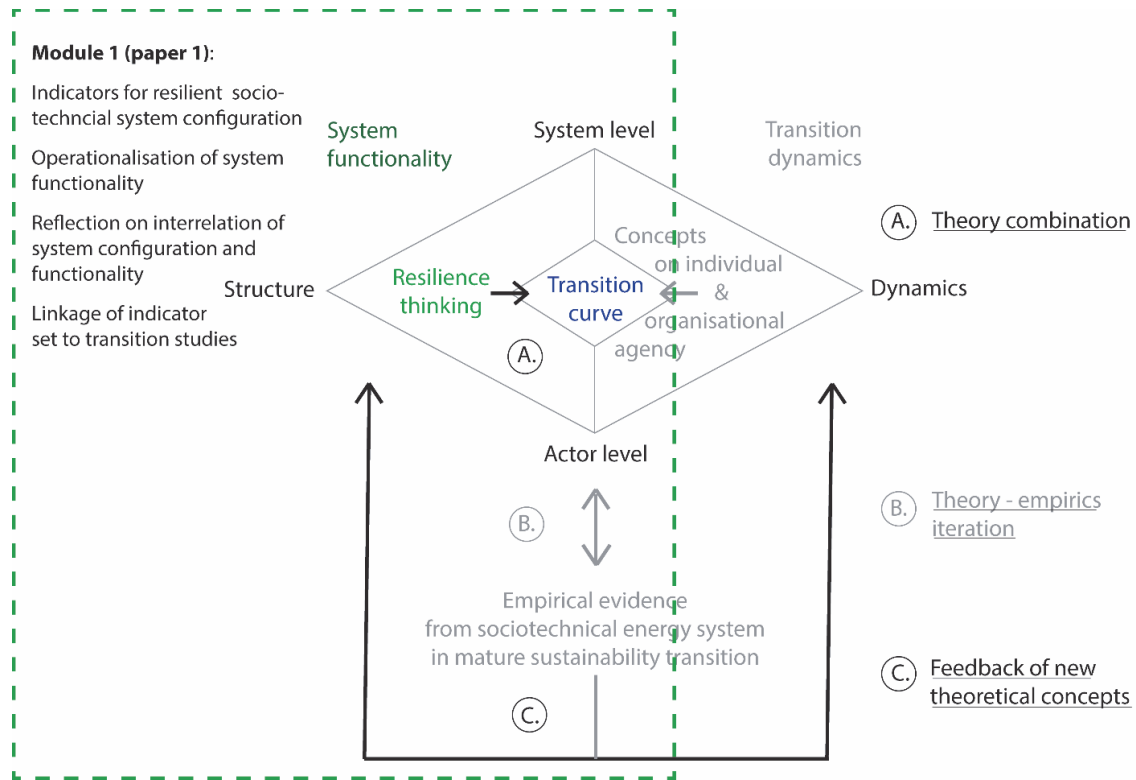 Module 1 (paper 1):
Indicators for resilient socio-
techncial system configuration
Operationalisation of system
functionality
Reflection on interrelation of
system configuration and
functionality
Linkage of indicator
set to transition studies
System
functionality
System level
Transition
dynamics
Structure
Resilience
thinking
Transition
curve
Concepts
on individual
&
organisational
agency
Dynamics
A.
Actor level
B.
Empirical evidence
from sociotechnical energy system
in mature sustainability transition
C.
A. Theory combination
B. Theory - empirics
iteration
C. Feedback of new
theoretical concepts